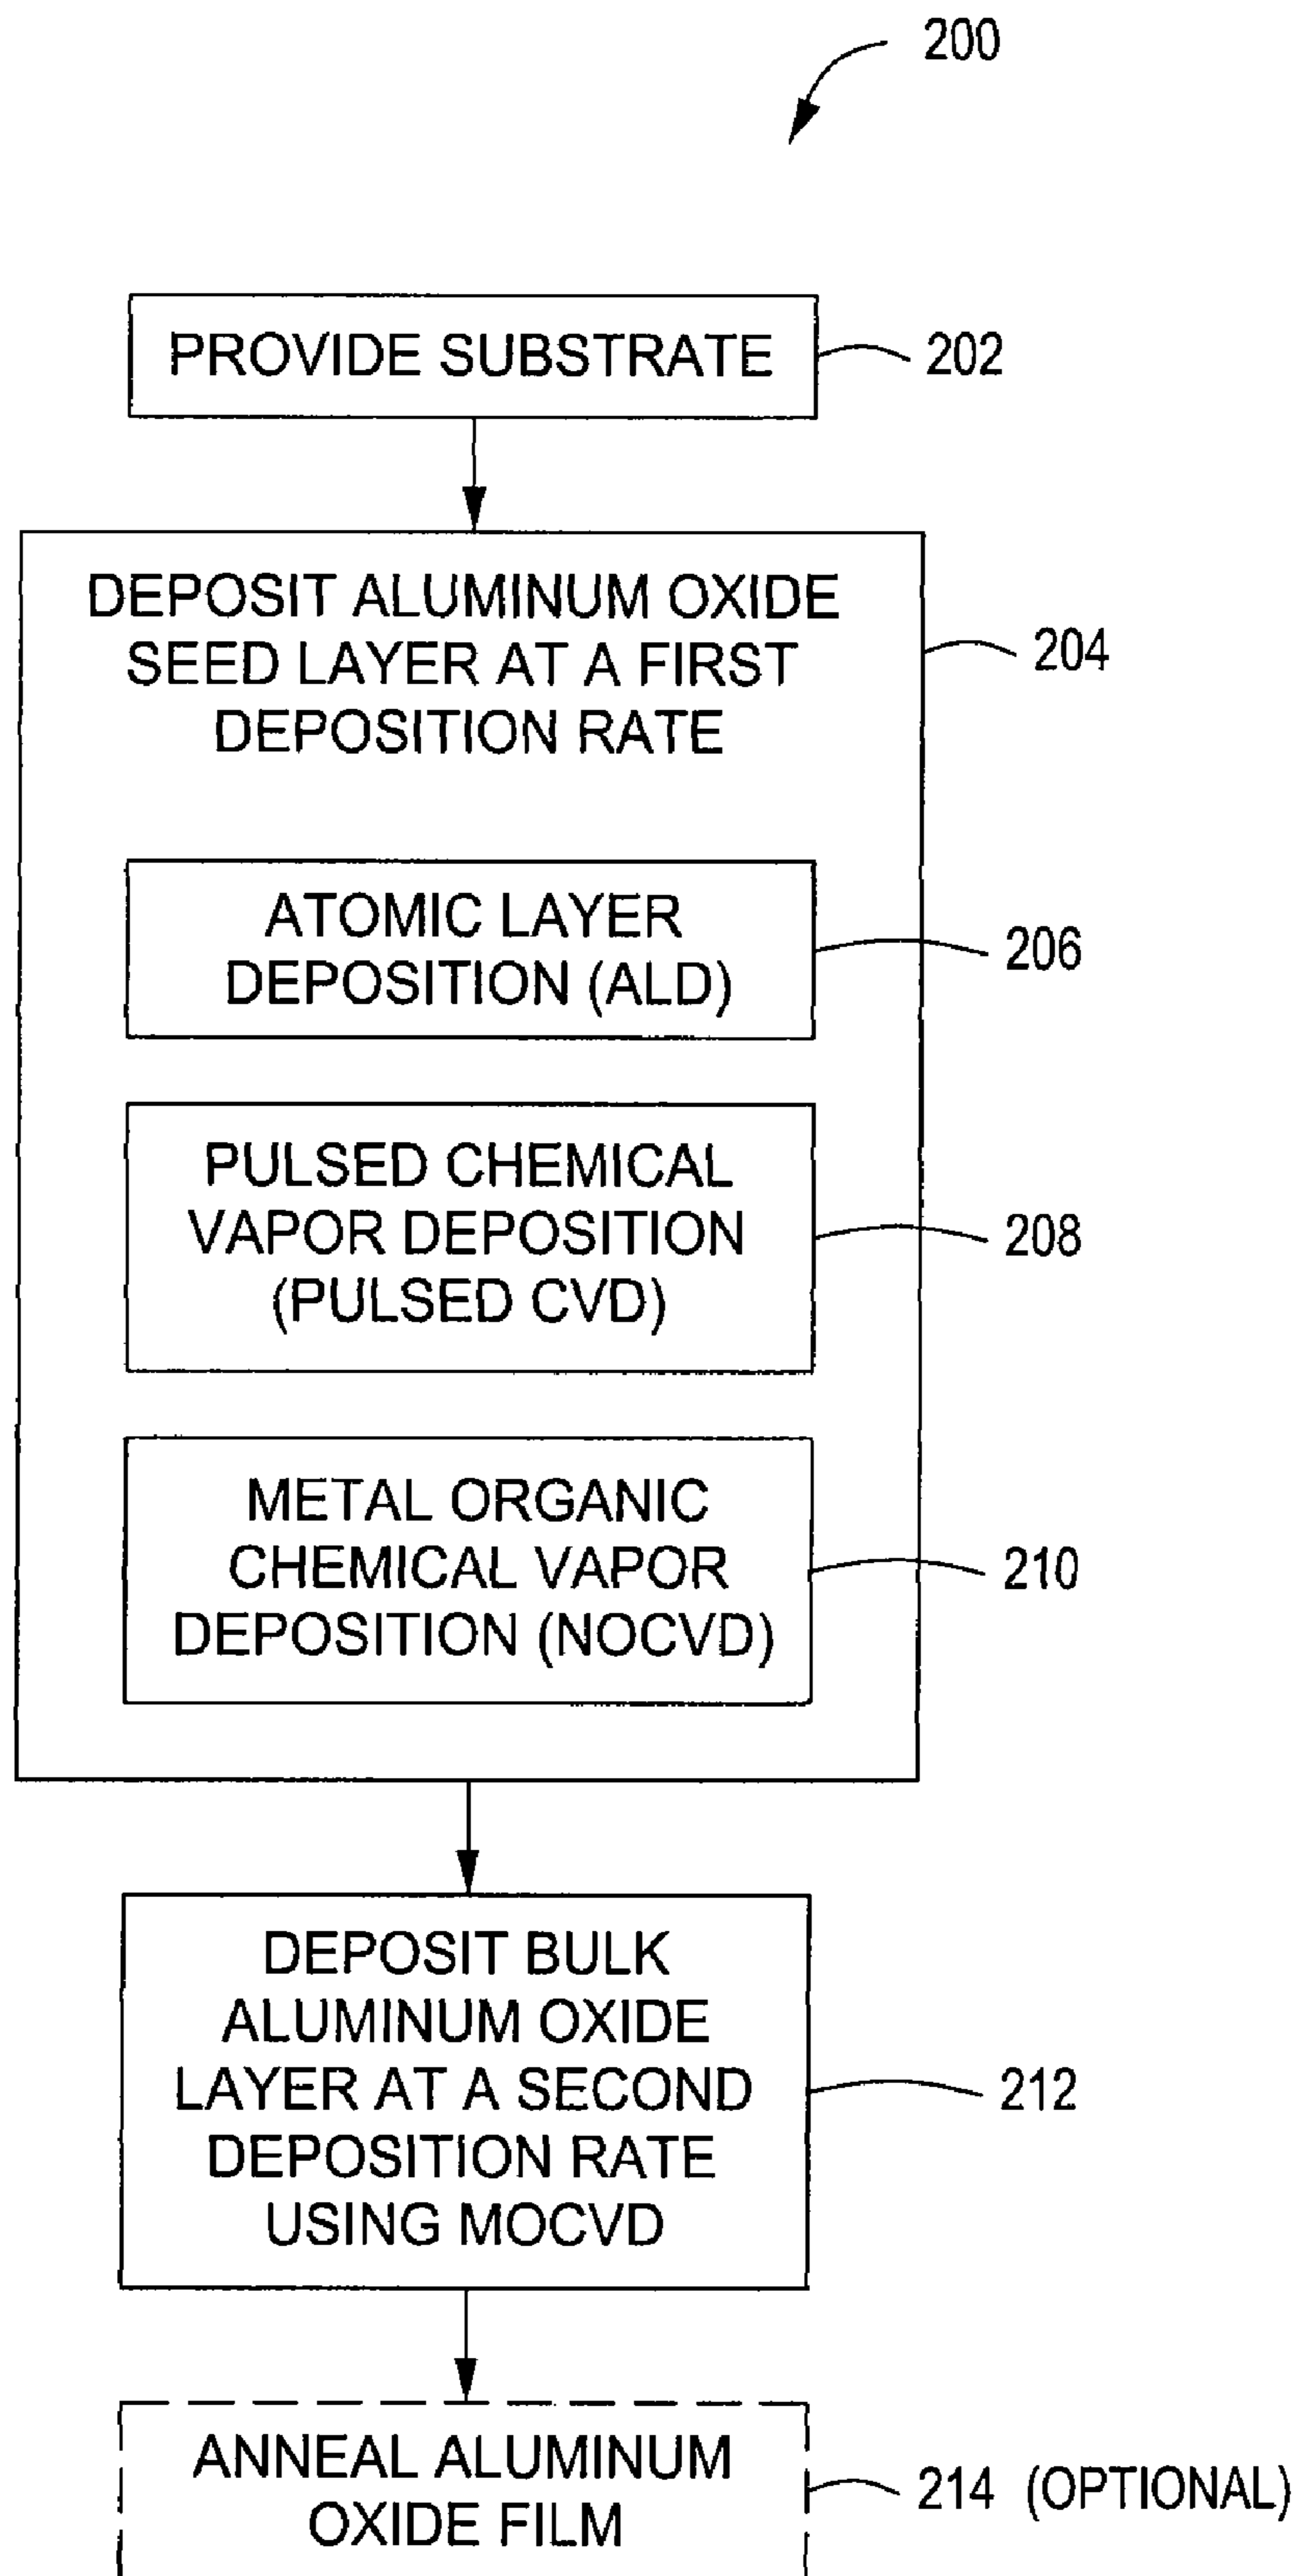 200
PROVIDE SUBSTRATE
202
DEPOSIT ALUMINUM OXIDE
SEED LAYER AT A FIRST
DEPOSITION RATE
204
ATOMIC LAYER
DEPOSITION (ALD)
206
PULSED CHEMICAL
VAPOR DEPOSITION
(PULSED CVD)
208
METAL ORGANIC
CHEMICAL VAPOR
DEPOSITION (NOCVD)
210
DEPOSIT BULK
ALUMINUM OXIDE
LAYER AT A SECOND
DEPOSITION RATE
USING MOCVD
212
ANNEAL ALUMINUM
OXIDE FILM
214 (OPTIONAL)